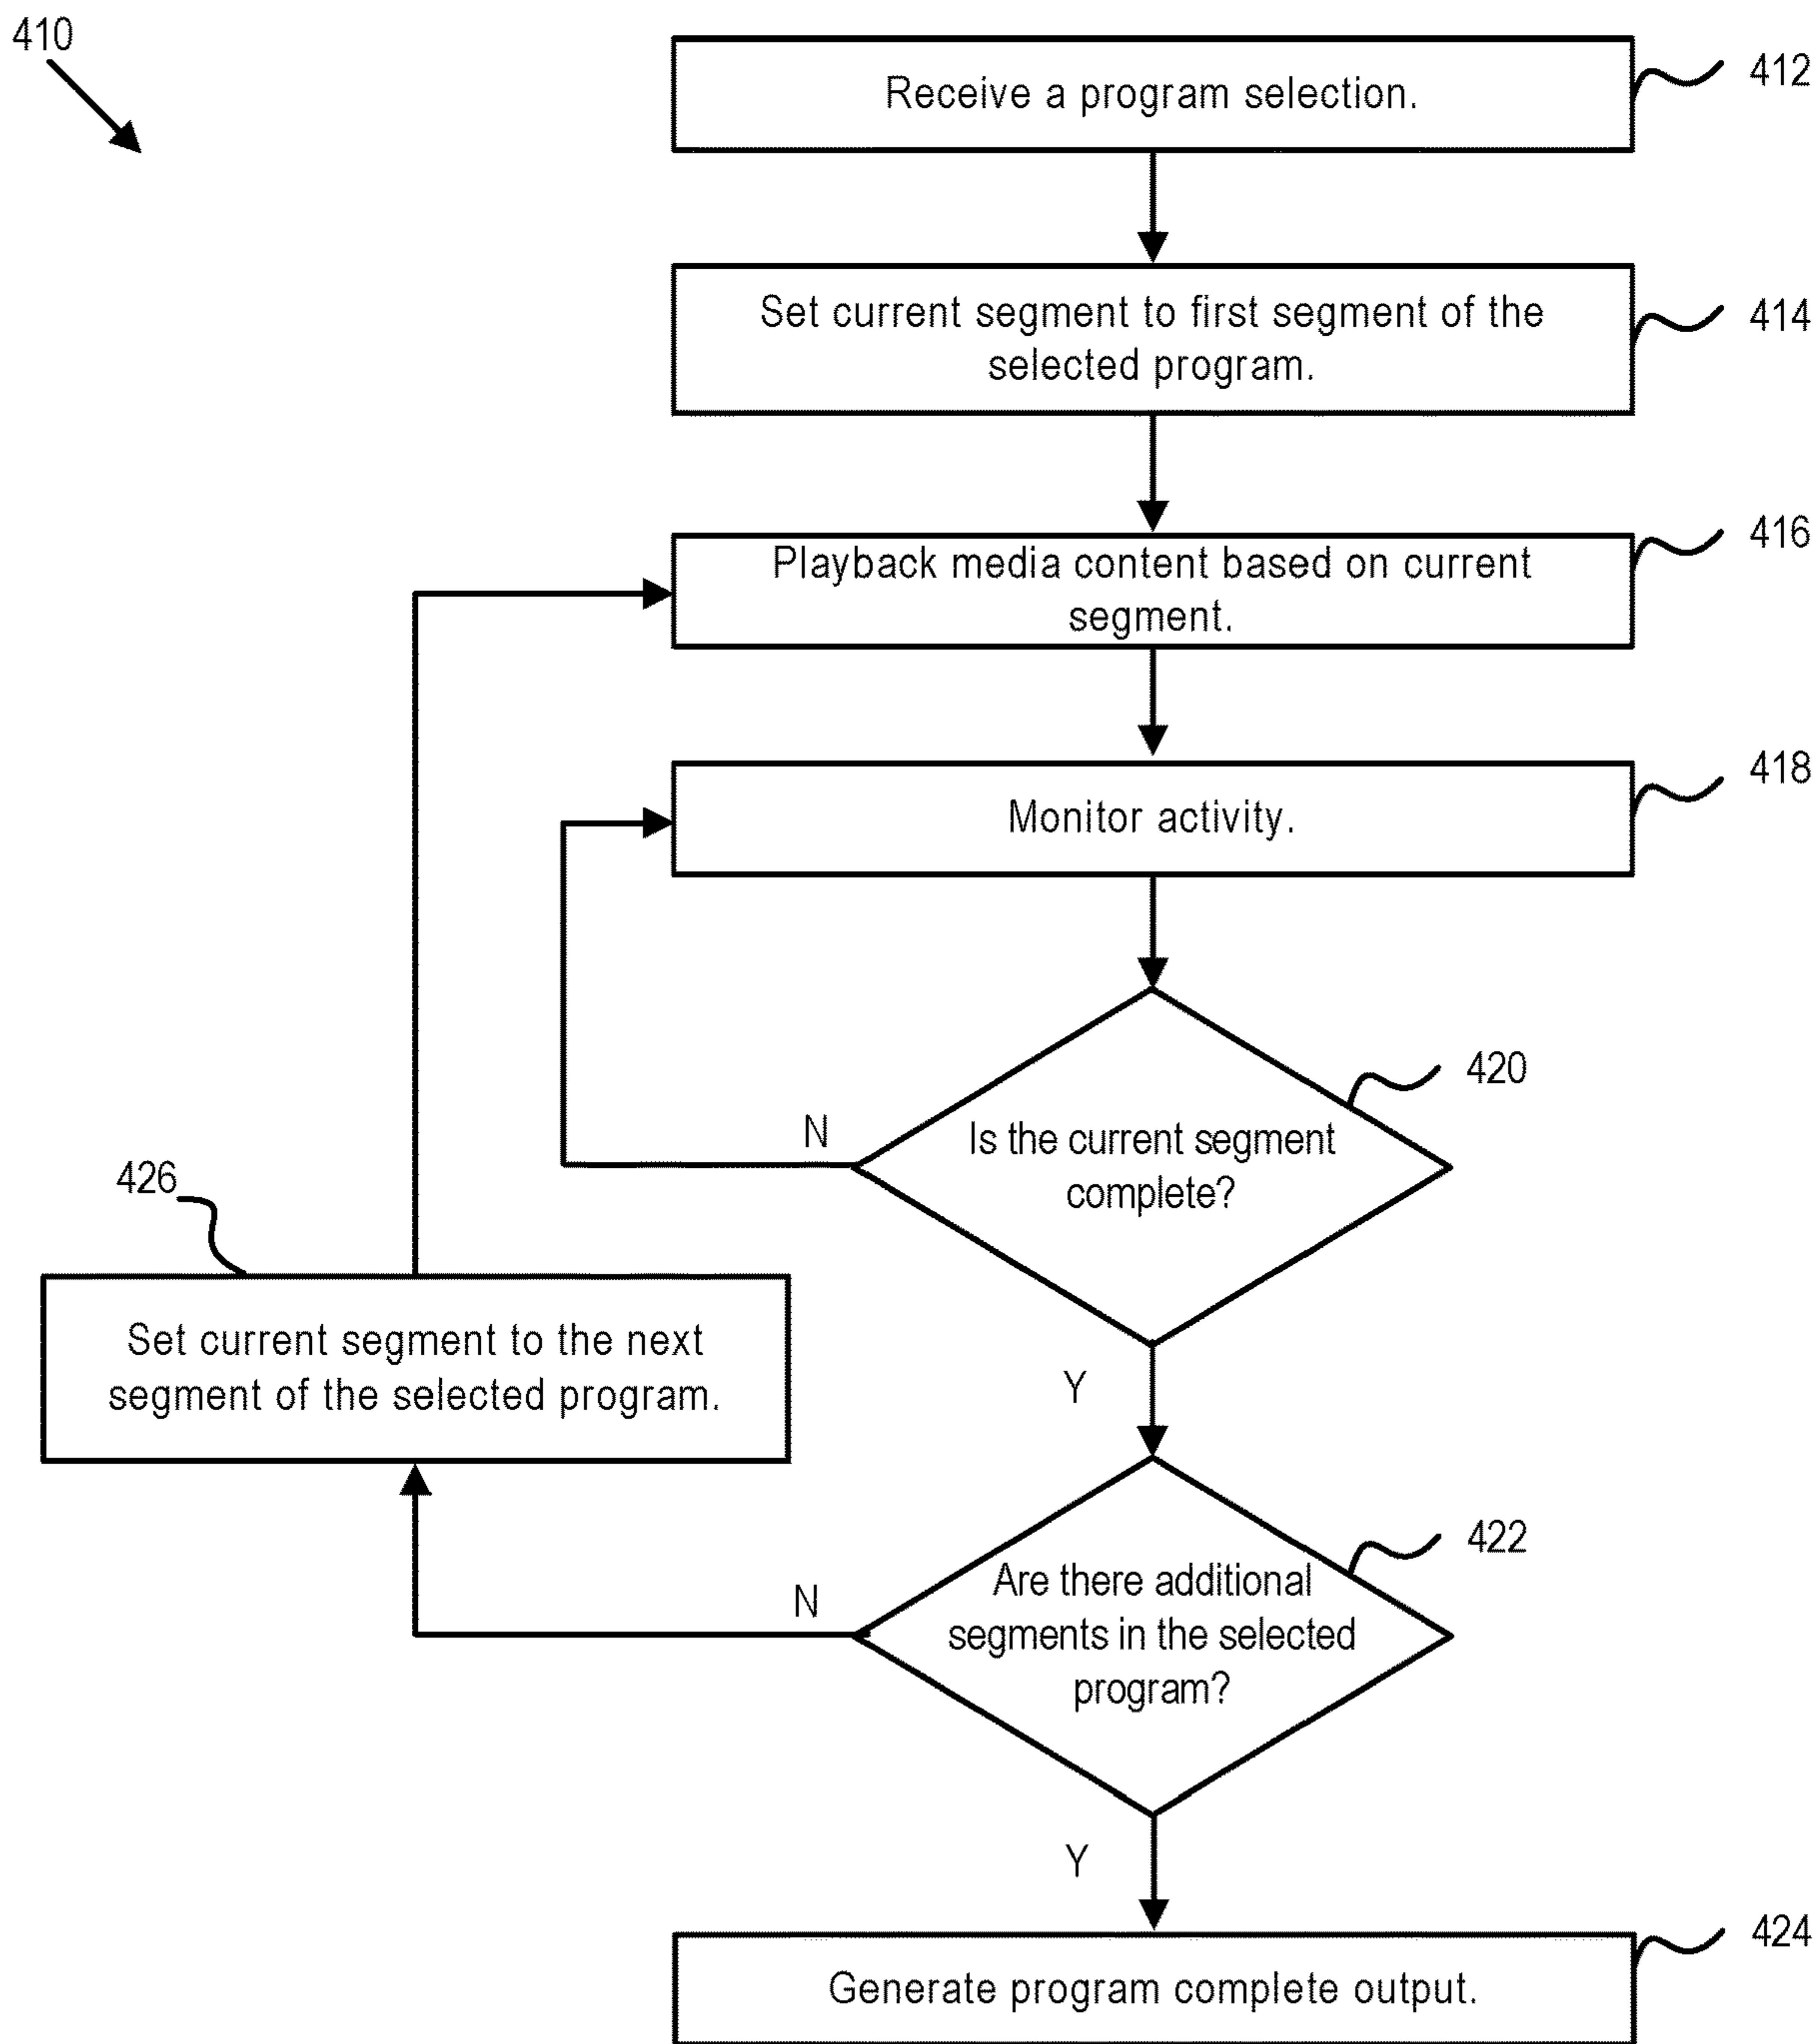 410
Receive a program selection.
412
Set current segment to first segment of the
selected program.
414
Playback media content based on current
segment.
416
Monitor activity.
418
Is the current segment
complete?
420
N
Y
426
Set current segment to the next
segment of the selected program.
Are there additional
segments in the selected
program?
422
N
Y
Generate program complete output.
424